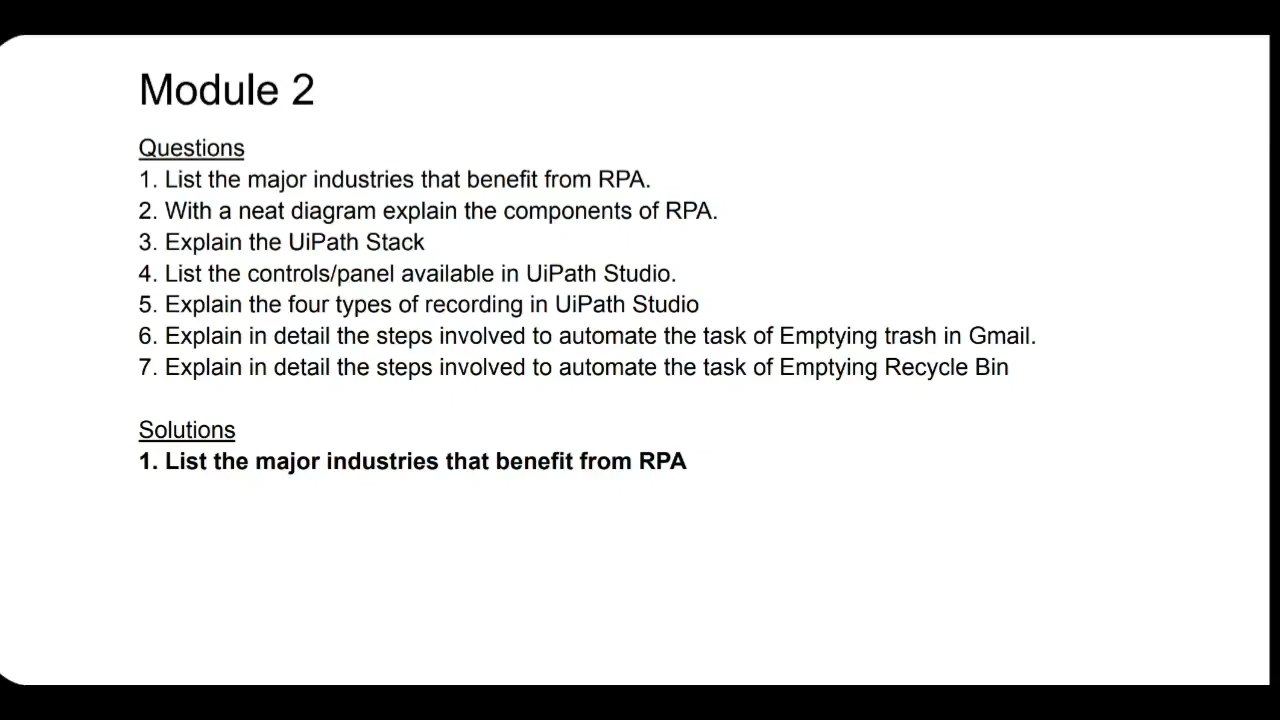 Module 2
Questions
1. List the major industries that benefit from RPA.
2. With a neat diagram explain the components of RPA.
3. Explain the UiPath Stack
4. List the controls/panel available in UiPath Studio.
5. Explain the four types of recording in UiPath Studio
6. Explain in detail the steps involved to automate the task of Emptying trash in Gmail.
7. Explain in detail the steps involved to automate the task of Emptying Recycle Bin
Solutions
1. List the major industries that benefit from RPA